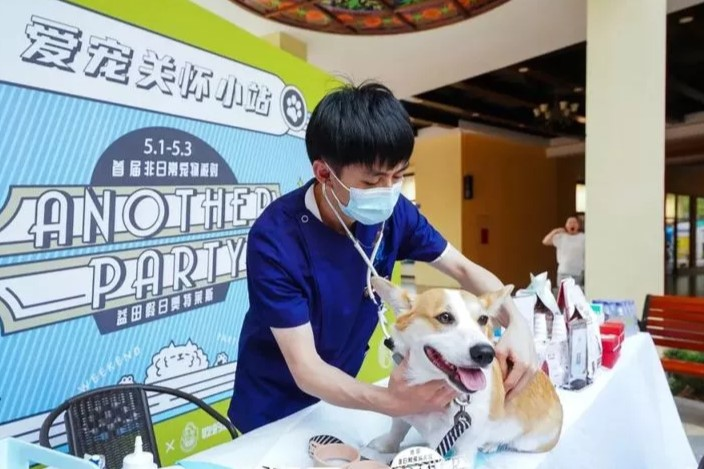 爱宠关怀小站
5.1-5.3
首届非日常宠物派对
ANOTHER
PARTY
益田假日奥特莱斯
WEEKEND
×